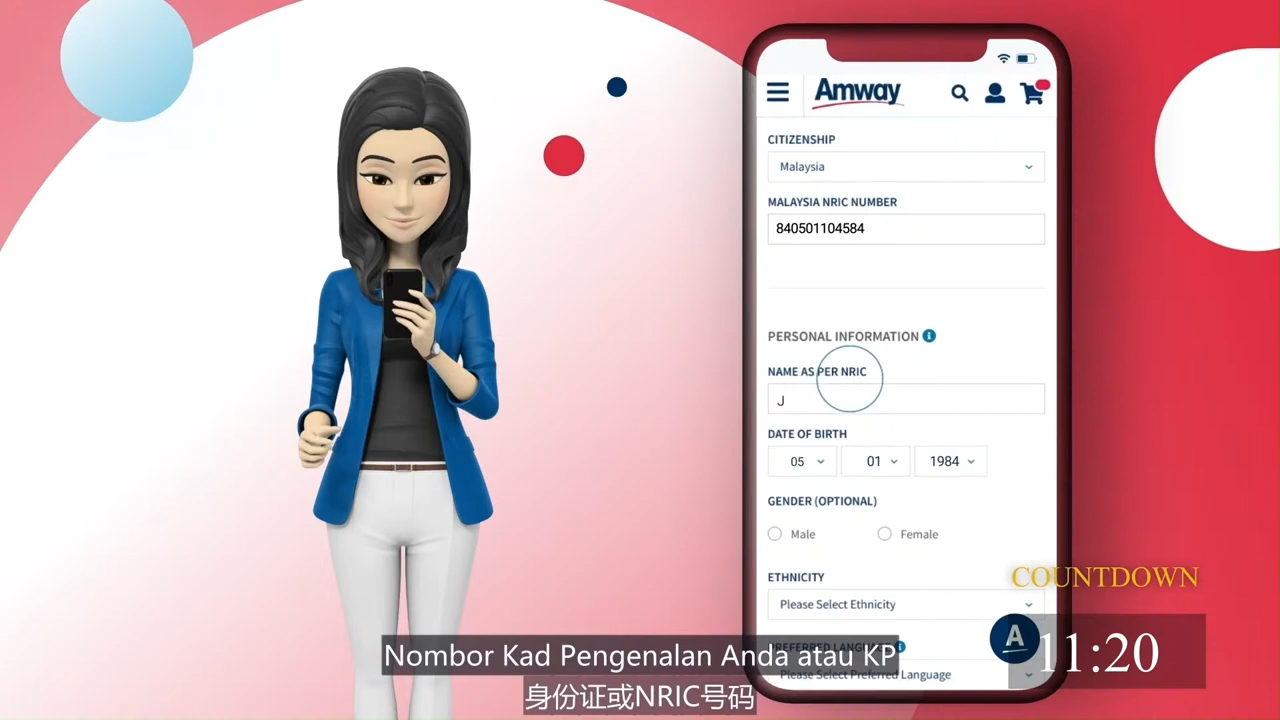 Amway
CITIZENSHIP
Malaysia
MALAYSIA NRIC NUMBER
840501104584
PERSONAL INFORMATION
NAME AS PER NRIC
J
DATE OF BIRTH
05 01 1984
GENDER (OPTIONAL)
Male Female
ETHNICITY
Please Select Ethnicity
PREFERRED LANGUAGE
Please Select Preferred Language
A
COUNTDOWN
11:20
Nombor Kad Pengenalan Anda atau KP
身份证或NRIC号码